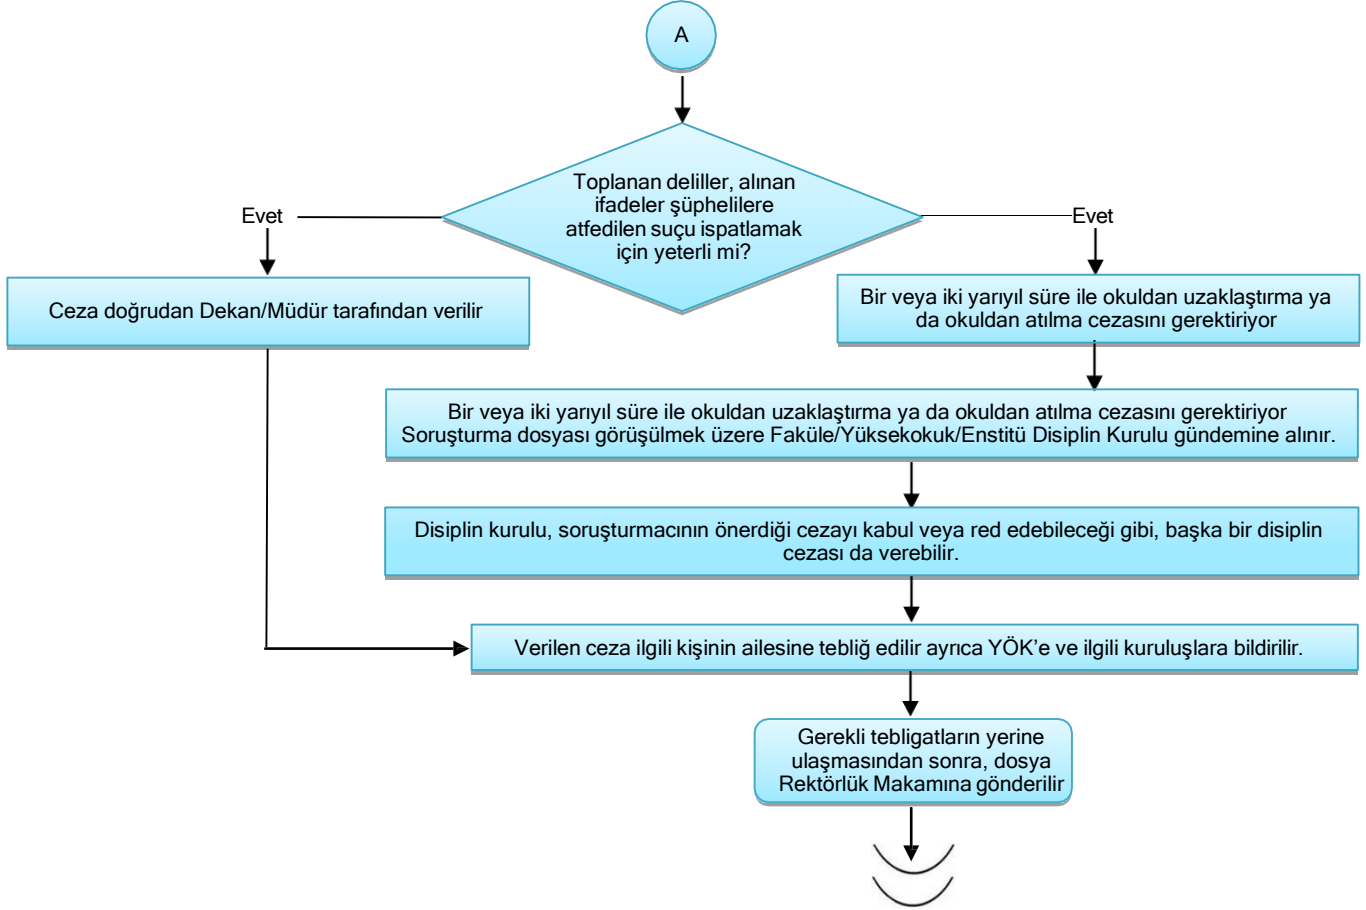 A
Toplanan deliller, alınan
ifadeler şüphelilere
atfedilen suçu ispatlamak
için yeterli mi?
Evet
Evet
Ceza doğrudan Dekan/Müdür tarafından verilir
Bir veya iki yarıyıl süre ile okuldan uzaklaştırma ya
da okuldan atılma cezasını gerektiriyor
Bir veya iki yarıyıl süre ile okuldan uzaklaştırma ya da okuldan atılma cezasını gerektiriyor
Soruşturma dosyası görüşülmek üzere Faküle/Yüksekokuk/Enstitü Disiplin Kurulu gündemine alınır.
Disiplin kurulu, soruşturmacının önerdiği cezayı kabul veya red edebileceği gibi, başka bir disiplin
cezası da verebilir.
Verilen ceza ilgili kişinin ailesine tebliğ edilir ayrıca YÖK’e ve ilgili kuruluşlara bildirilir.
Gerekli tebligatların yerine
ulaşmasından sonra, dosya
Rektörlük Makamına gönderilir